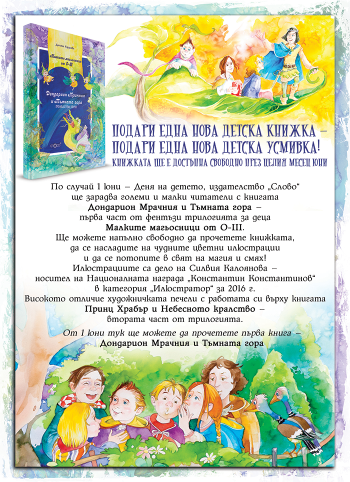 ПОДАРИ ЕДНА НОВА ДЕТСКА КНИЖКА –
ПОДАРИ ЕДНА НОВА ДЕТСКА УСМИВКА!
КНИЖКАТА ЩЕ Е ДОСТЪПНА СВОБОДНО ПРЕЗ ЦЕЛИЯ МЕСЕЦ ЮНИ
По случай 1 юни – Деня на детето, издателство „Слово“
ще зарадва големи и малки читатели с книгата
Дондарион Мрачния и Тъмната гора –
първа част от фентъзи трилогията за деца
Малките магьосници от О-III.
Ще можете напълно свободно да прочетете книжката,
да се насладите на чудните цветни илюстрации
и да се потопите в свят на магия и смях!
Илюстрациите са дело на Силвия Калоянова –
носител на Националната награда „Константин Константинов“
в категория „Илюстратор“ за 2016 г.
Високото отличие художничката печели с работата си върху книгата
Принц Храбър и Небесното кралство –
втората част от трилогията.
От 1 юни тук ще можете да прочетете първа книга –
Дондарион Мрачния и Тъмната гора